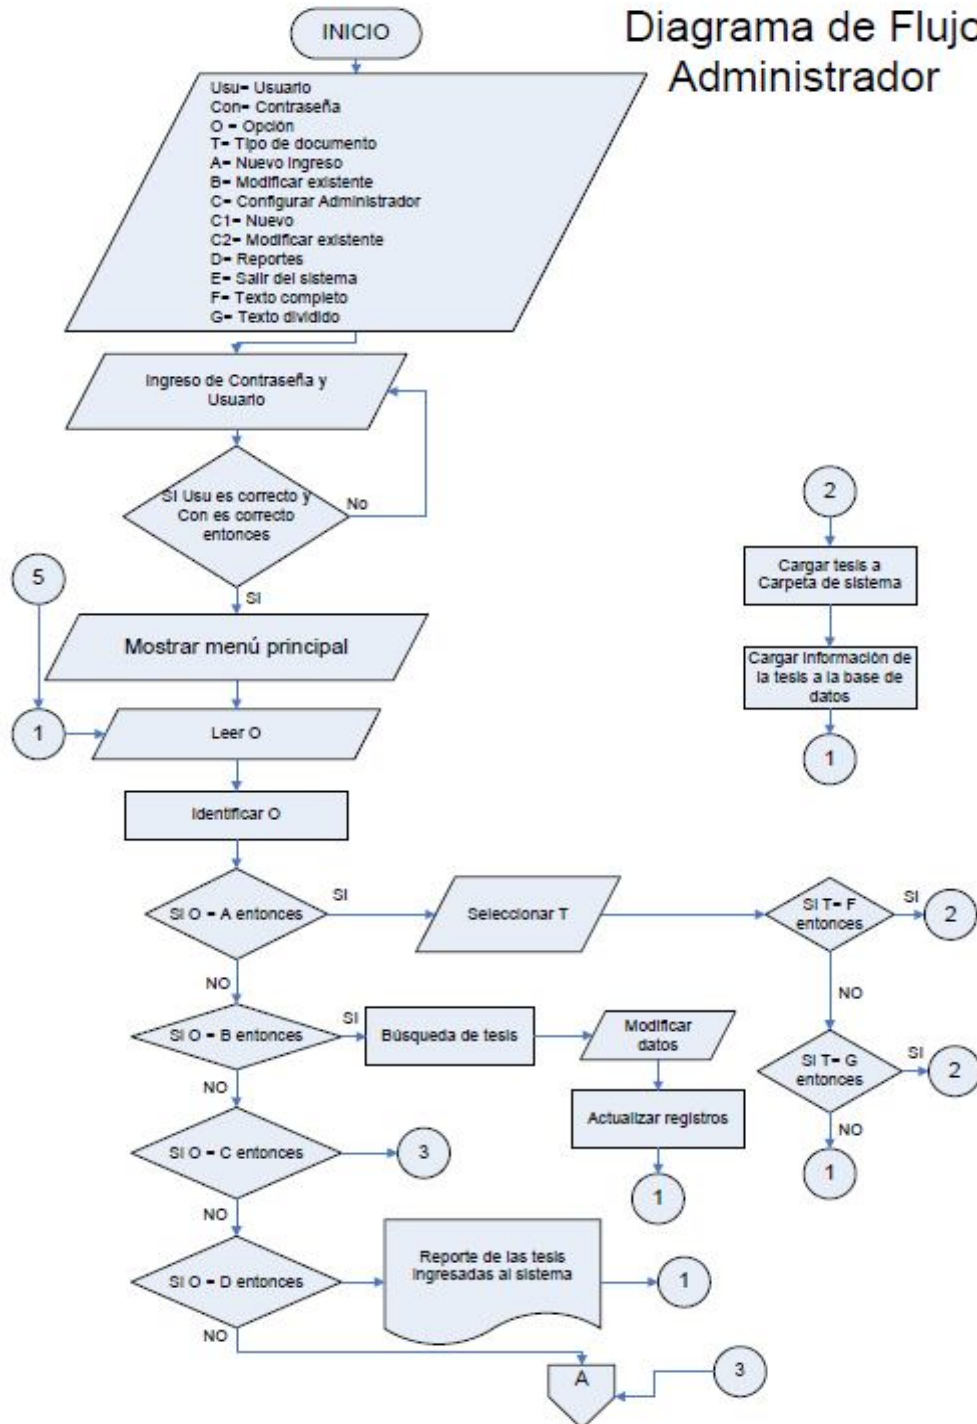 Diagrama de Flujo
Administrador
INICIO
Usu= Usuario
Con= Contraseña
O = Opción
T= Tipo de documento
A= Nuevo Ingreso
B= Modificar existente
C= Configurar Administrador
C1= Nuevo
C2= Modificar existente
D= Reportes
E= Salir del sistema
F= Texto completo
G= Texto dividido
Ingreso de Contraseña y
Usuario
SI Usu es correcto y
Con es correcto
entonces
No
SI
5
Mostrar menú principal
1
Leer O
Identificar O
2
Cargar tesis a
Carpeta de sistema
Cargar Información de
la tesis a la base de
datos
1
SI O = A entonces
SI
Seleccionar T
SI T= F
entonces
SI
2
NO
NO
SI O = B entonces
SI
Búsqueda de tesis
Modificar
datos
SI T= G
entonces
SI
2
NO
Actualizar registros
NO
SI O = C entonces
3
1
1
NO
SI O = D entonces
Reporte de las tesis
Ingresadas al sistema
1
NO
A
3